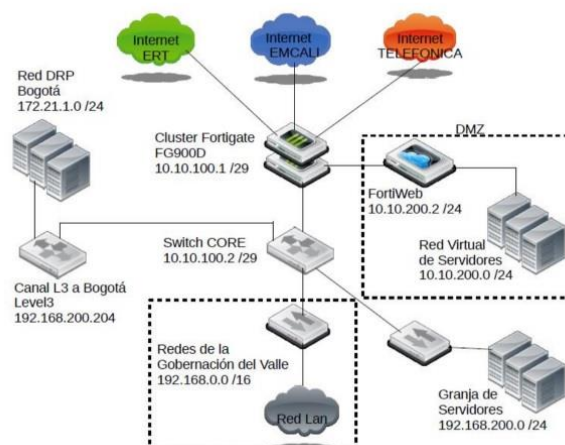 Internet
ERT
Internet
EMCALI
Internet
TELEFONICA
Red DRP
Bogotá
172.21.1.0 /24
Cluster Fortigate
FG900D
10.10.100.1 /29
DMZ
FortiWeb
10.10.200.2 /24
Red Virtual
de Servidores
10.10.200.0 /24
Switch CORE
10.10.100.2 /29
Canal L3 a Bogotá
Level3
192.168.200.204
Redes de la
Gobernación del Valle
192.168.0.0 /16
Red Lan
Granja de
Servidores
192.168.200.0 /24